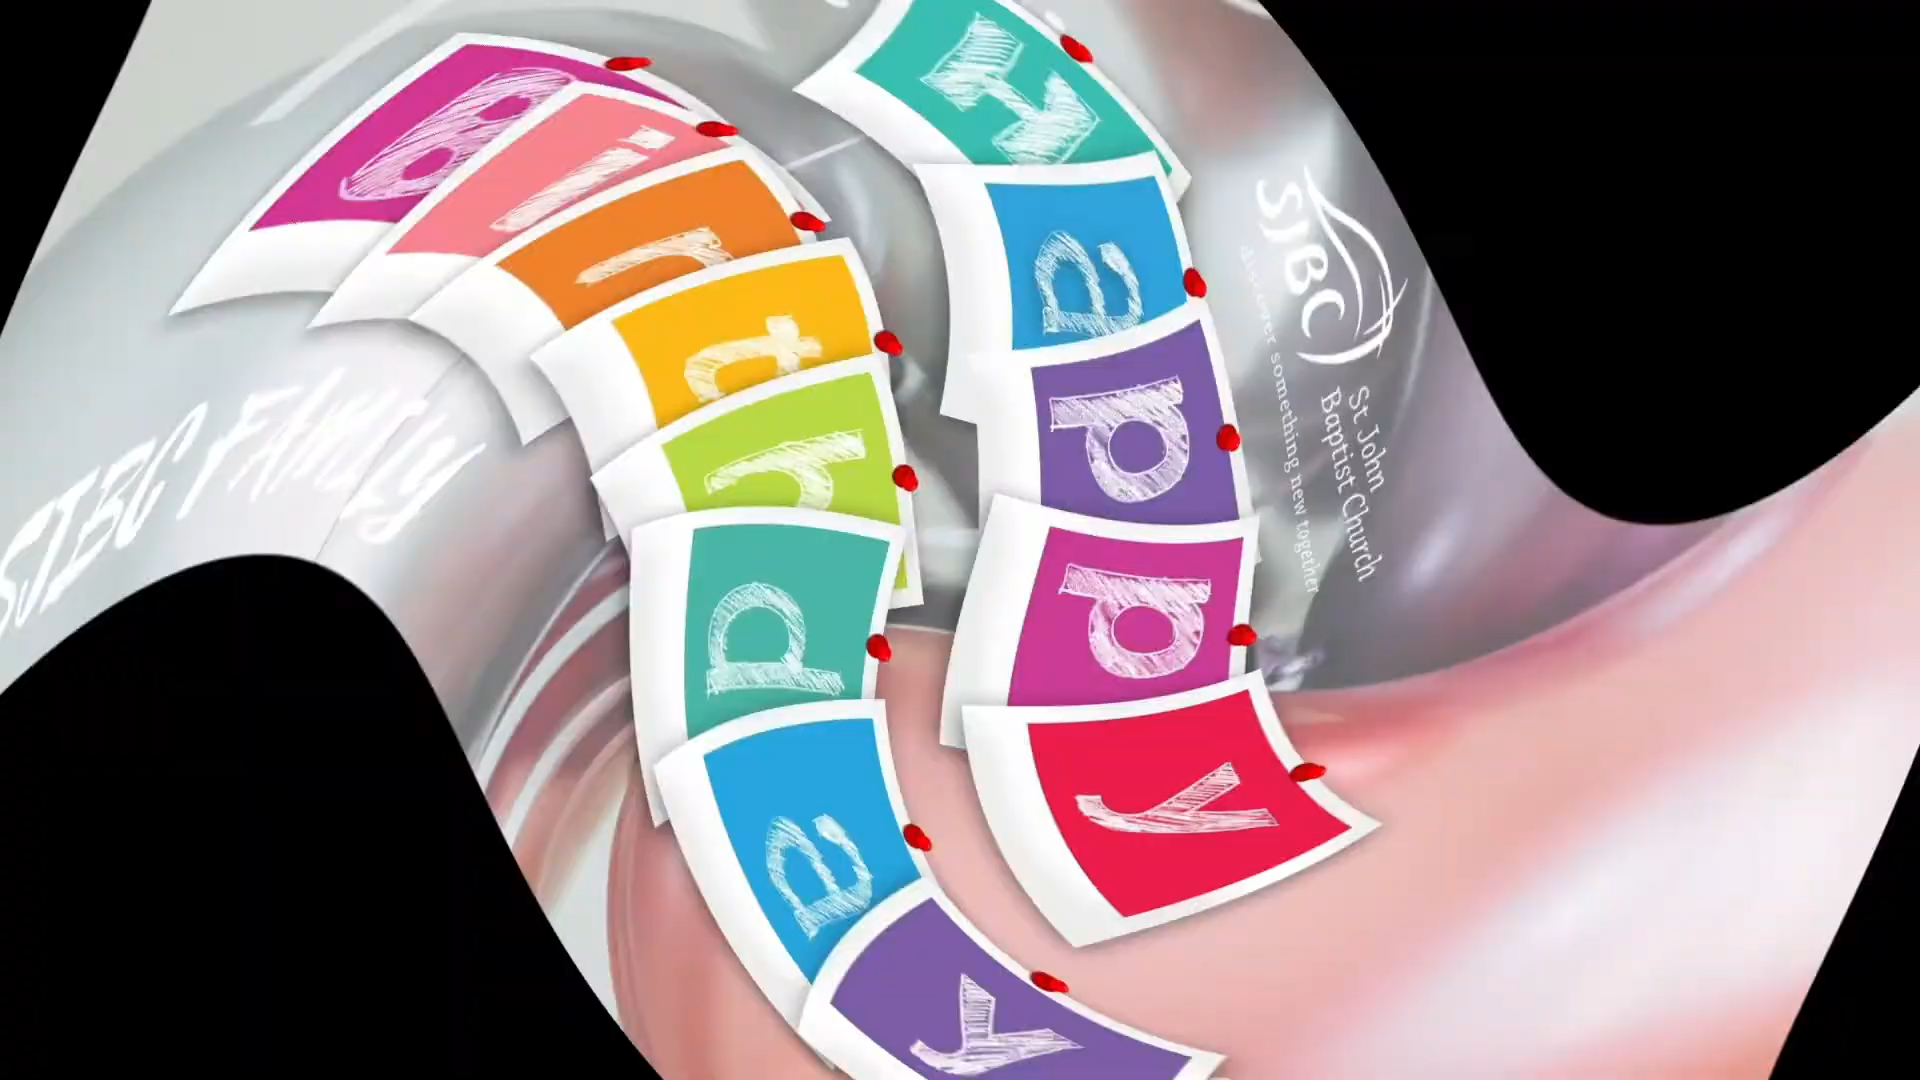 SJBC
St John
Baptist Church
discover something new together
Happy
Birthday
SJBC FAMILY